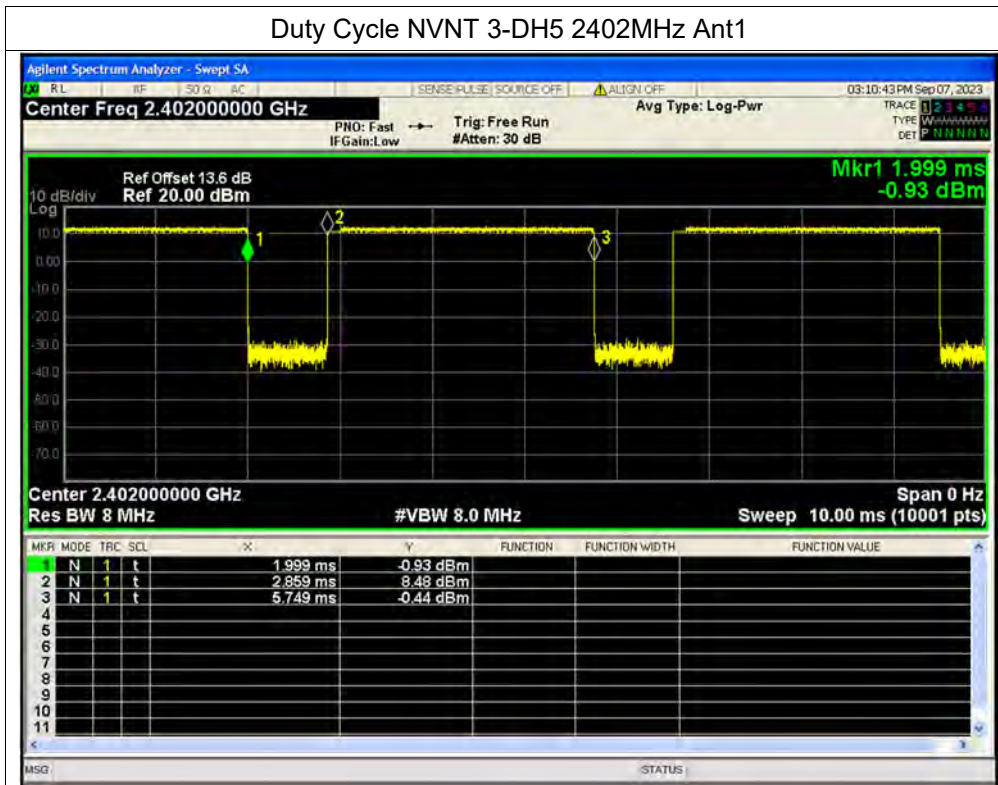 Duty Cycle NVNT 3-DH5 2402MHz Ant1
Agilent Spectrum Analyzer - Swept SA
RL RF 50 Ω AC SENSE:PULSE SOURCE OFF ALIGN OFF 03:10:43 PM Sep 07, 2023
Center Freq 2.402000000 GHz Avg Type: Log-Pwr TRACE 1 2 3 4 5 6
PNO: Fast Trig: Free Run TYPE W
IFGain:Low #Atten: 30 dB DET P N N N N N
Mkr1 1.999 ms
Ref Offset 13.6 dB
10 dB/div Ref 20.00 dBm -0.93 dBm
Log
10.0
0.00
-10.0
-20.0
-30.0
-40.0
-50.0
-60.0
-70.0
1
2
3
Center 2.402000000 GHz Span 0 Hz
Res BW 8 MHz #VBW 8.0 MHz Sweep 10.00 ms (10001 pts)
MKR MODE TRC SCL X Y FUNCTION FUNCTION WIDTH FUNCTION VALUE
1 N 1 t 1.999 ms -0.93 dBm
2 N 1 t 2.859 ms 8.48 dBm
3 N 1 t 5.749 ms -0.44 dBm
4
5
6
7
8
9
10
11
MSG STATUS